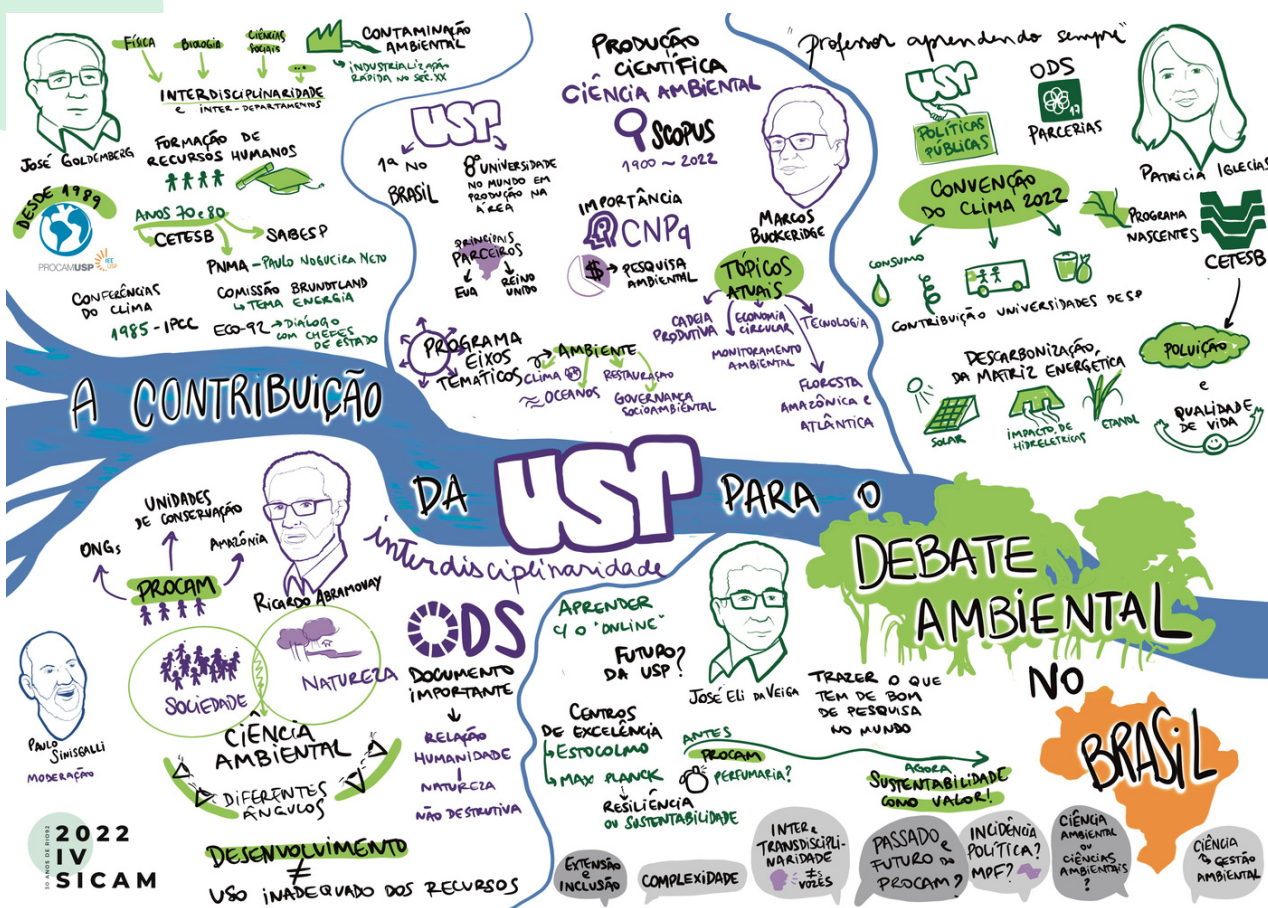 FÍSICA
BIOLOGIA
CIÊNCIAS
SOCIAIS
...
INTERDISCIPLINARIDADE
E INTER-DEPARTAMENTOS
CONTAMINAÇÃO
AMBIENTAL
INDUSTRIALIZAÇÃO
RÁPIDA NO SÉC. XX
JOSÉ GOLDEMBERG
FORMAÇÃO DE
RECURSOS HUMANOS
DESDE 1989
PROCAMUSP
IEE
USP
ANOS 70 e 80
CETESB
SABESP
PNMA - PAULO NOGUEIRA NETO
CONFERÊNCIAS
DO CLIMA
1985 - IPCC
COMISSÃO BRUNDTLAND
TEMA ENERGIA
ECO-92
DIÁLOGO
COM CHEFES
DE ESTADO
PRODUÇÃO
CIENTÍFICA
CIÊNCIA AMBIENTAL
SCOPUS
1900 ~ 2022
USP
1ª NO
BRASIL
8ª UNIVERSIDADE
NO MUNDO EM
PRODUÇÃO NA
ÁREA
PRINCIPAIS
PARCEIROS
EUA
REINO
UNIDO
IMPORTÂNCIA
CNPq
$
PESQUISA
AMBIENTAL
MARCOS
BUCKERIDGE
TÓPICOS
ATUAIS
CADEIA
PRODUTIVA
ECONOMIA
CIRCULAR
TECNOLOGIA
MONITORAMENTO
AMBIENTAL
FLORESTA
AMAZÔNICA E
ATLÂNTICA
PROGRAMA
EIXOS
TEMÁTICOS
AMBIENTE
CLIMA
OCEANOS
RESTAURAÇÃO
GOVERNANÇA
SOCIOAMBIENTAL
"professor aprendendo sempre"
USP
POLÍTICAS
PÚBLICAS
ODS
17
PARCERIAS
PATRICIA IGLECIAS
CONVENÇÃO
DO CLIMA 2022
PROGRAMA
NASCENTES
CETESB
CONSUMO
CONTRIBUIÇÃO UNIVERSIDADES DE SP
DESCARBONIZAÇÃO
DA MATRIZ ENERGÉTICA
SOLAR
IMPACTO DE
HIDRELÉTRICAS
ETANOL
POLUIÇÃO
e
QUALIDADE
DE VIDA
A CONTRIBUIÇÃO
DA USP PARA O
DEBATE
AMBIENTAL
NO
BRASIL
interdisciplinaridade
ONGs
UNIDADES
DE CONSERVAÇÃO
AMAZÔNIA
PROCAM
RICARDO ABRAMOVAY
SOCIEDADE
NATUREZA
CIÊNCIA
AMBIENTAL
DIFERENTES
ÂNGULOS
ODS
DOCUMENTO
IMPORTANTE
RELAÇÃO
HUMANIDADE
NATUREZA
NÃO DESTRUTIVA
PAULO
SINISGALLI
MODERAÇÃO
DESENVOLVIMENTO
≠
USO INADEQUADO DOS RECURSOS
30 ANOS DE RIO92
2022
IV
SICAM
APRENDER
C/ O "ONLINE"
FUTURO
DA USP?
JOSÉ ELI DA VEIGA
TRAZER O QUE
TEM DE BOM
DE PESQUISA
NO MUNDO
CENTROS
DE EXCELÊNCIA
ESTOCOLMO
MAX PLANCK
RESILIÊNCIA
OU SUSTENTABILIDADE
ANTES
PROCAM
PERFUMARIA?
AGORA
SUSTENTABILIDADE
COMO VALOR!
EXTENSÃO
e
INCLUSÃO
COMPLEXIDADE
INTER e
TRANSDISCIPLI-
NARIDADE
≠s
VOZES
PASSADO e
FUTURO do
PROCAM?
INCIDÊNCIA
POLÍTICA?
MPF?
CIÊNCIA
AMBIENTAL
OU
CIÊNCIAS
AMBIENTAIS
?
CIÊNCIA
GESTÃO
AMBIENTAL